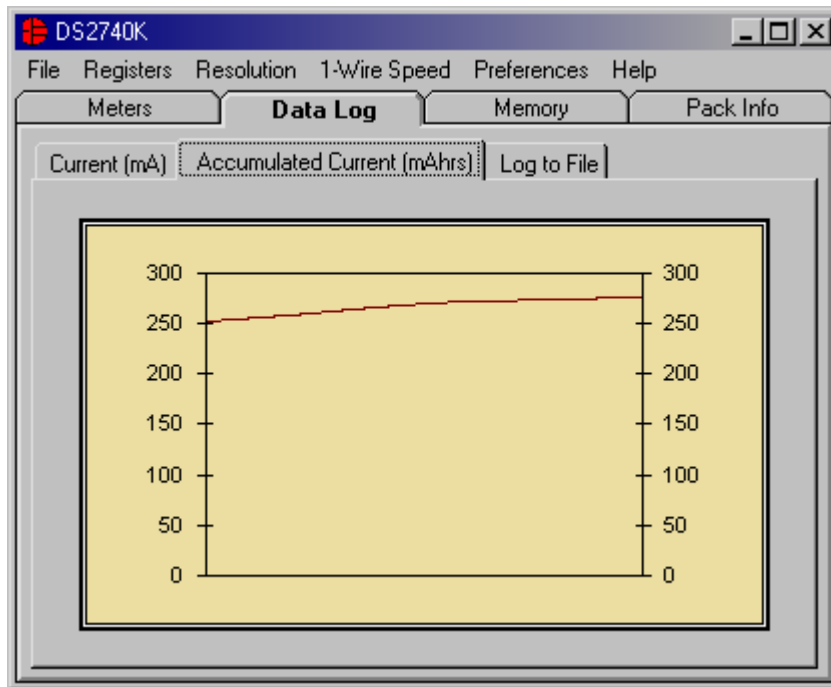 DS2740K
File Registers Resolution 1-Wire Speed Preferences Help
Meters Data Log Memory Pack Info
Current (mA) Accumulated Current (mAhrs) Log to File
300 300
250 250
200 200
150 150
100 100
50 50
0 0